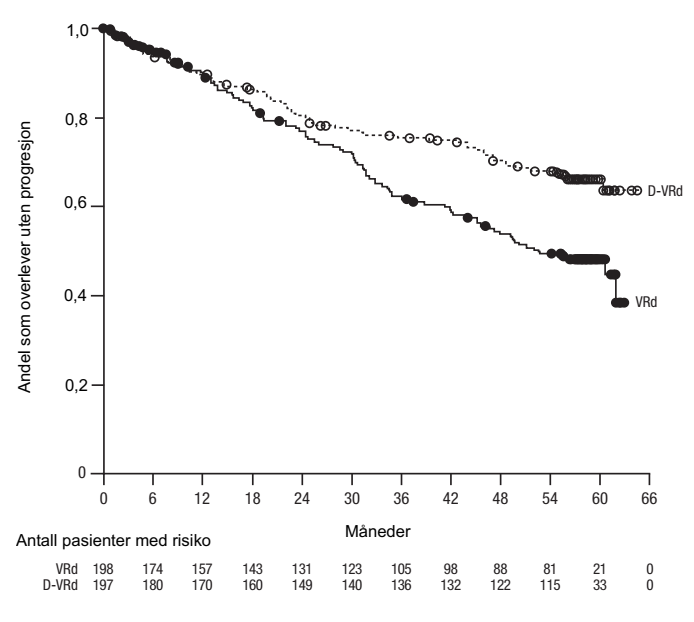 Andel som overlever uten progresjon
1,0
0,8
0,6
0,4
0,2
0
D-VRd
VRd
0 6 12 18 24 30 36 42 48 54 60 66
Måneder
Antall pasienter med risiko
VRd 198 174 157 143 131 123 105 98 88 81 21 0
D-VRd 197 180 170 160 149 140 136 132 122 115 33 0